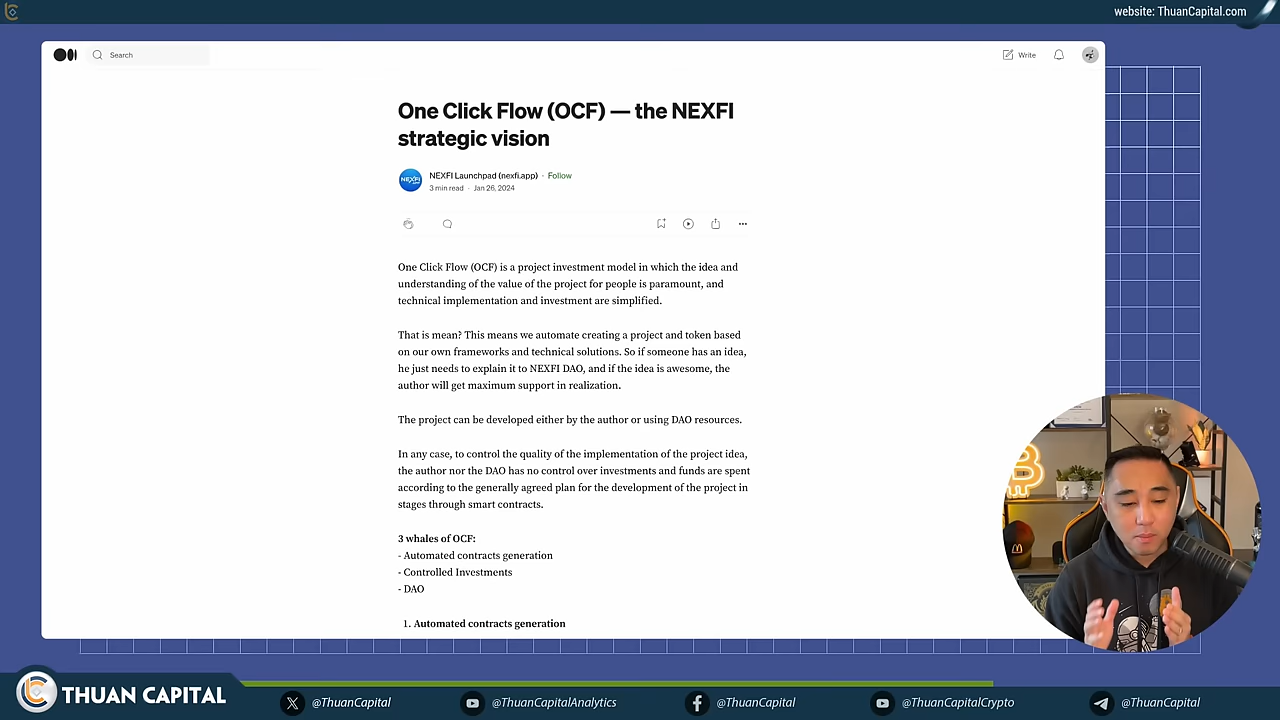 website: ThuanCapital.com
Search
Write
One Click Flow (OCF) — the NEXFI
strategic vision
NEXFI
NEXFI Launchpad (nexfi.app) · Follow
3 min read · Jan 26, 2024
One Click Flow (OCF) is a project investment model in which the idea and
understanding of the value of the project for people is paramount, and
technical implementation and investment are simplified.
That is mean? This means we automate creating a project and token based
on our own frameworks and technical solutions. So if someone has an idea,
he just needs to explain it to NEXFI DAO, and if the idea is awesome, the
author will get maximum support in realization.
The project can be developed either by the author or using DAO resources.
In any case, to control the quality of the implementation of the project idea,
the author nor the DAO has no control over investments and funds are spent
according to the generally agreed plan for the development of the project in
stages through smart contracts.
3 whales of OCF:
- Automated contracts generation
- Controlled Investments
- DAO
1. Automated contracts generation
THUAN CAPITAL
@ThuanCapital
@ThuanCapitalAnalytics
@ThuanCapital
@ThuanCapitalCrypto
@ThuanCapital